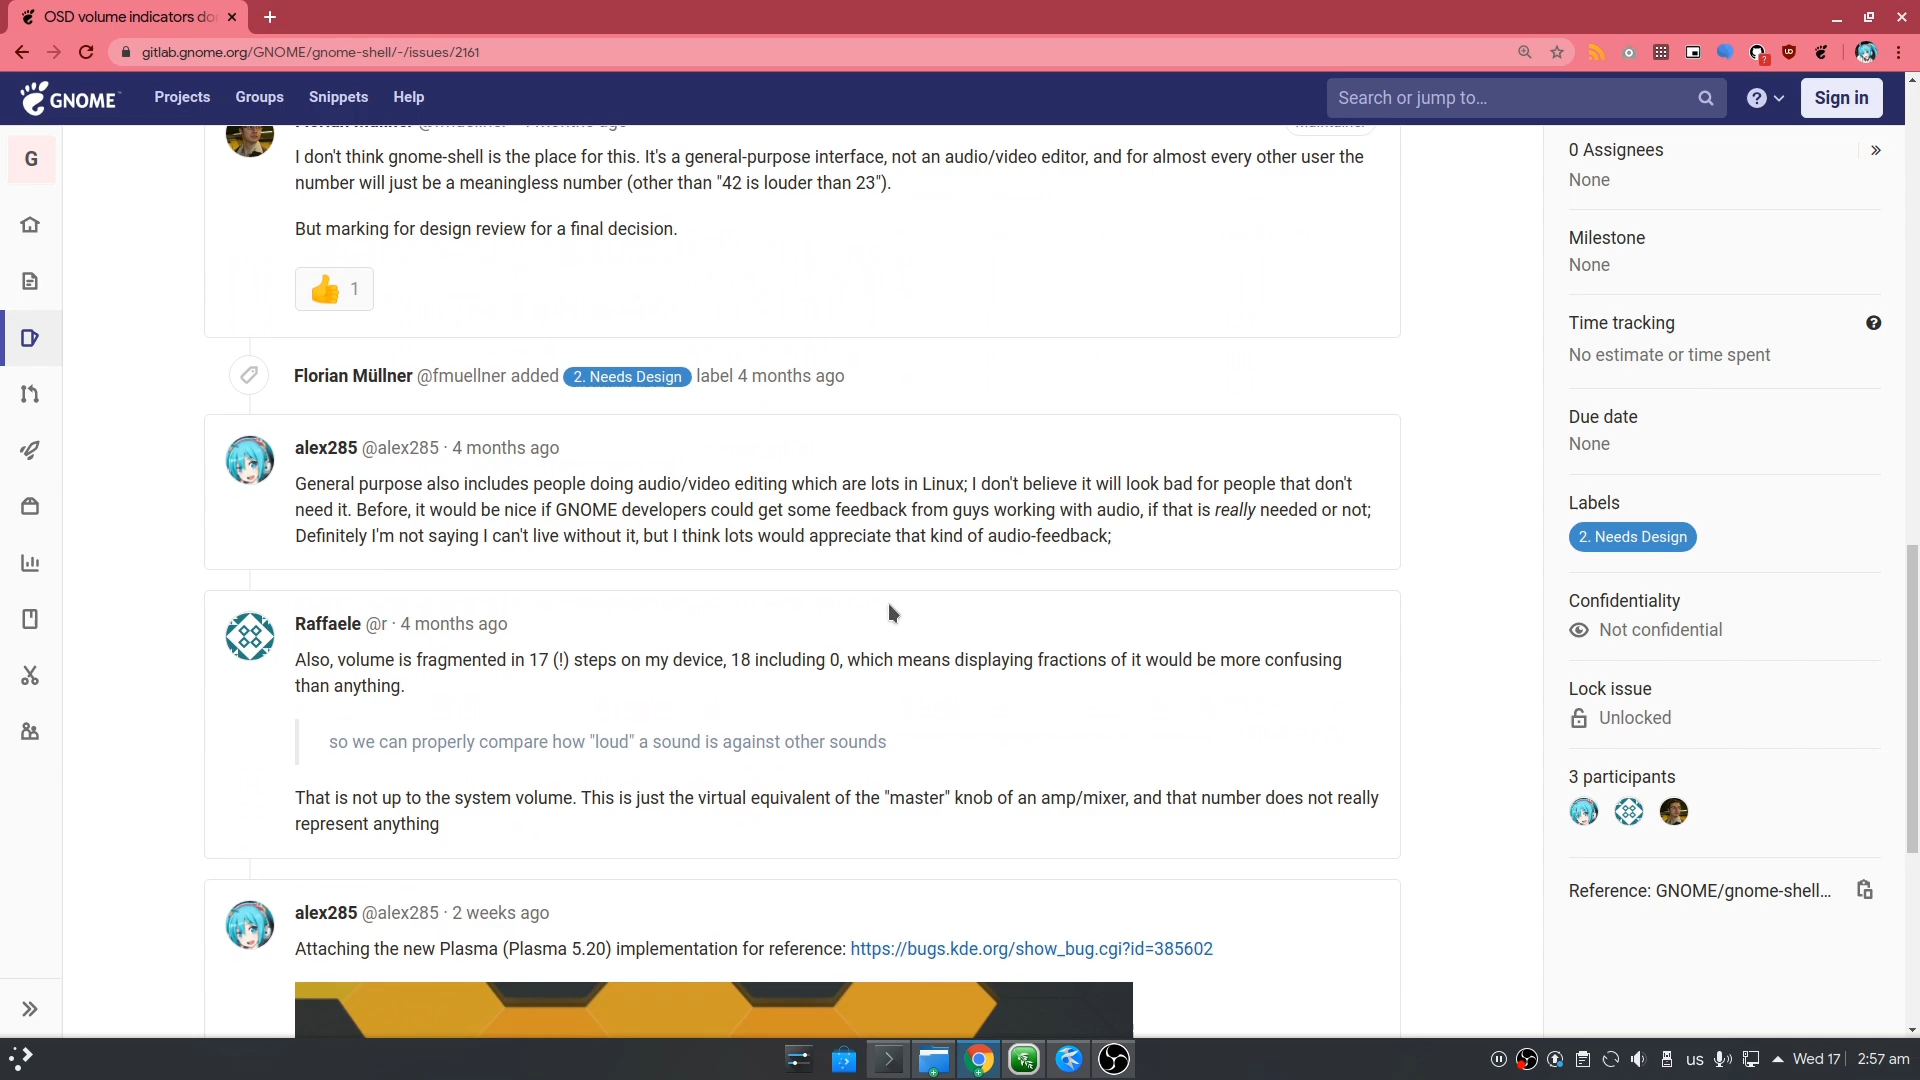 OSD volume indicators do
gitlab.gnome.org/GNOME/gnome-shell/-/issues/2161
GNOME
Projects
Groups
Snippets
Help
Search or jump to...
Sign in
G
I don't think gnome-shell is the place for this. It's a general-purpose interface, not an audio/video editor, and for almost every other user the
number will just be a meaningless number (other than "42 is louder than 23").
But marking for design review for a final decision.
1
Florian Müllner @fmuellner added 2. Needs Design label 4 months ago
alex285 @alex285 · 4 months ago
General purpose also includes people doing audio/video editing which are lots in Linux; I don't believe it will look bad for people that don't
need it. Before, it would be nice if GNOME developers could get some feedback from guys working with audio, if that is really needed or not;
Definitely I'm not saying I can't live without it, but I think lots would appreciate that kind of audio-feedback;
Raffaele @r · 4 months ago
Also, volume is fragmented in 17 (!) steps on my device, 18 including 0, which means displaying fractions of it would be more confusing
than anything.
so we can properly compare how "loud" a sound is against other sounds
That is not up to the system volume. This is just the virtual equivalent of the "master" knob of an amp/mixer, and that number does not really
represent anything
alex285 @alex285 · 2 weeks ago
Attaching the new Plasma (Plasma 5.20) implementation for reference: https://bugs.kde.org/show_bug.cgi?id=385602
0 Assignees
None
Milestone
None
Time tracking
No estimate or time spent
Due date
None
Labels
2. Needs Design
Confidentiality
Not confidential
Lock issue
Unlocked
3 participants
Reference: GNOME/gnome-shell...
us
Wed 17
2:57 am